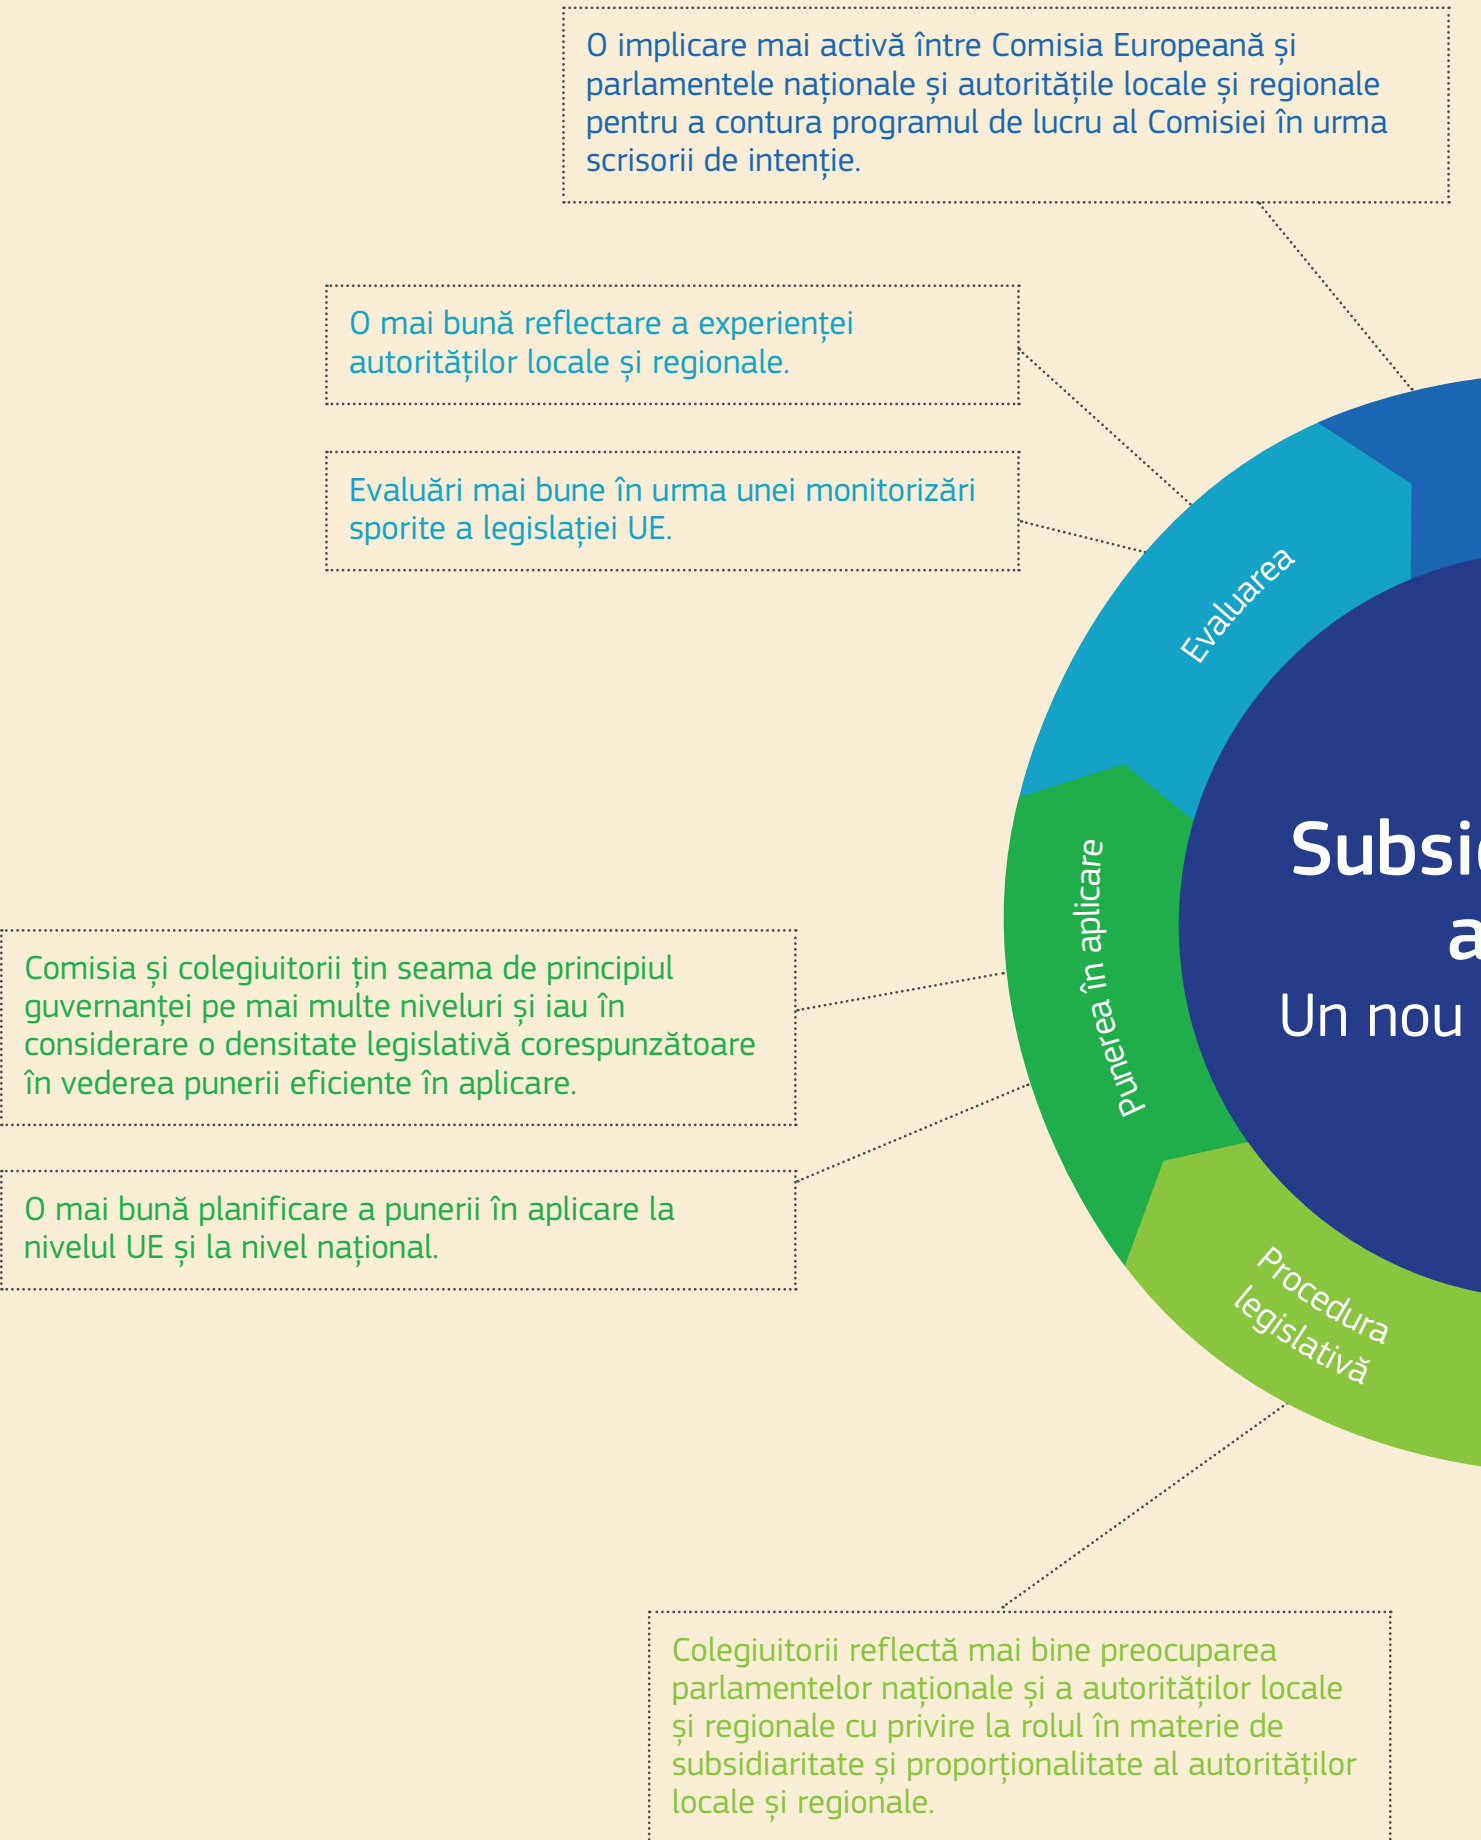 O implicare mai activă între Comisia Europeană și
parlamentele naționale și autoritățile locale și regionale
pentru a contura programul de lucru al Comisiei în urma
scrisorii de intenție.
O mai bună reflectare a experienței
autorităților locale și regionale.
Evaluări mai bune în urma unei monitorizări
sporite a legislației UE.
Evaluarea
Punerea în aplicare
Un nou
Comisia și colegiuitorii țin seama de principiul
guvernanței pe mai multe niveluri și iau în
considerare o densitate legislativă corespunzătoare
în vederea punerii eficiente în aplicare.
O mai bună planificare a punerii în aplicare la
nivelul UE și la nivel național.
Procedura
legislativă
Colegiuitorii reflectă mai bine preocuparea
parlamentelor naționale și a autorităților locale
și regionale cu privire la rolul în materie de
subsidiaritate și proporționalitate al autorităților
locale și regionale.